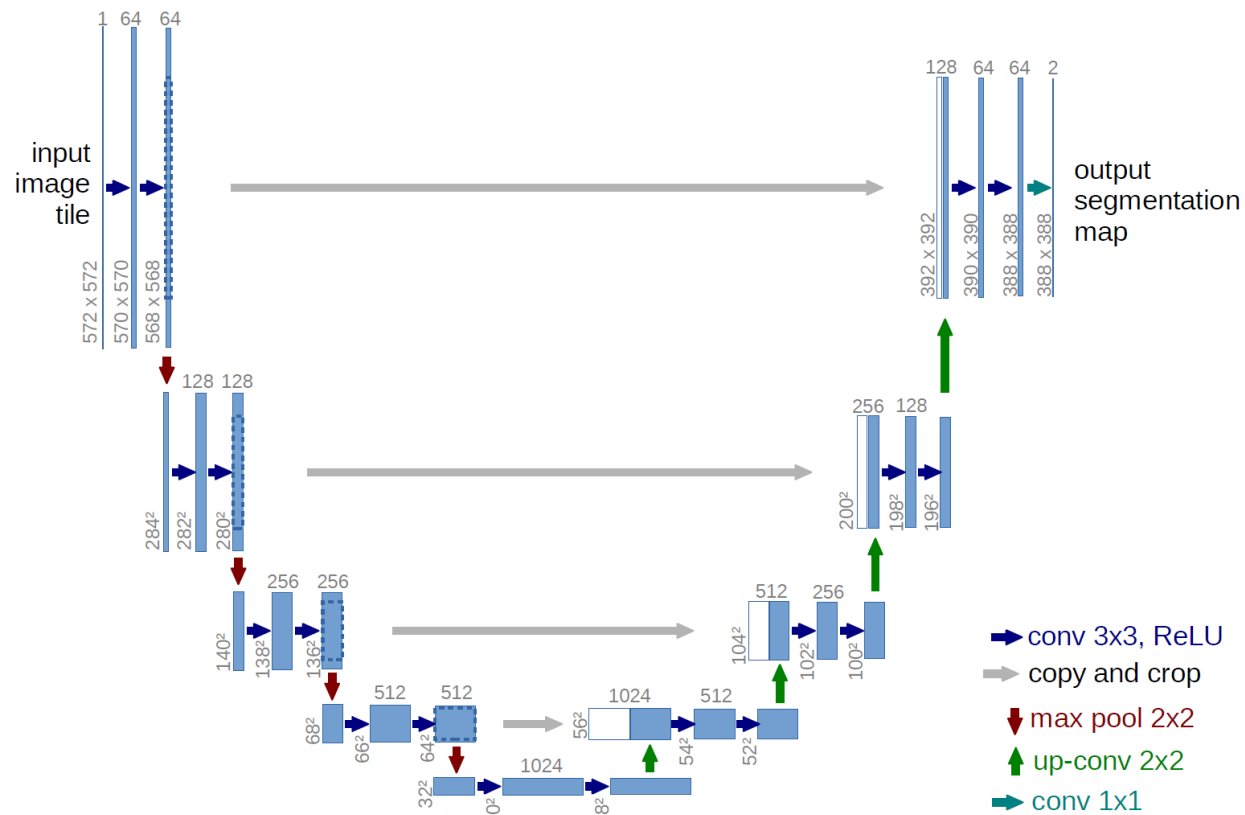 1 64 64
128 64 64 2
input
image
tile
output
segmentation
map
572 x 572
570 x 570
568 x 568
392 x 392
390 x 390
388 x 388
388 x 388
128 128
256 128
284²
282²
280²
200²
198²
196²
256 256
512 256
140²
138²
136²
104²
102²
100²
conv 3x3, ReLU
copy and crop
max pool 2x2
up-conv 2x2
conv 1x1
512 512
1024 512
68²
66²
64²
56²
54²
52²
1024
32²
0²
8²